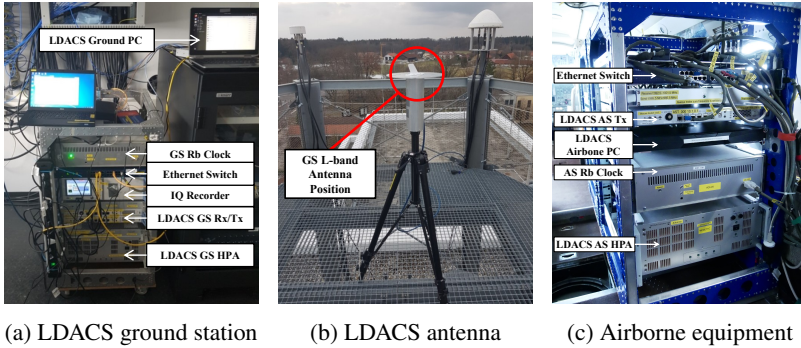 LDACS Ground PC
GS Rb Clock
Ethernet Switch
IQ Recorder
LDACS GS Rx/Tx
LDACS GS HPA
GS L-band
Antenna
Position
Ethernet Switch
LDACS AS Tx
LDACS
Airbone PC
AS Rb Clock
LDACS AS HPA
(a) LDACS ground station
(b) LDACS antenna
(c) Airborne equipment